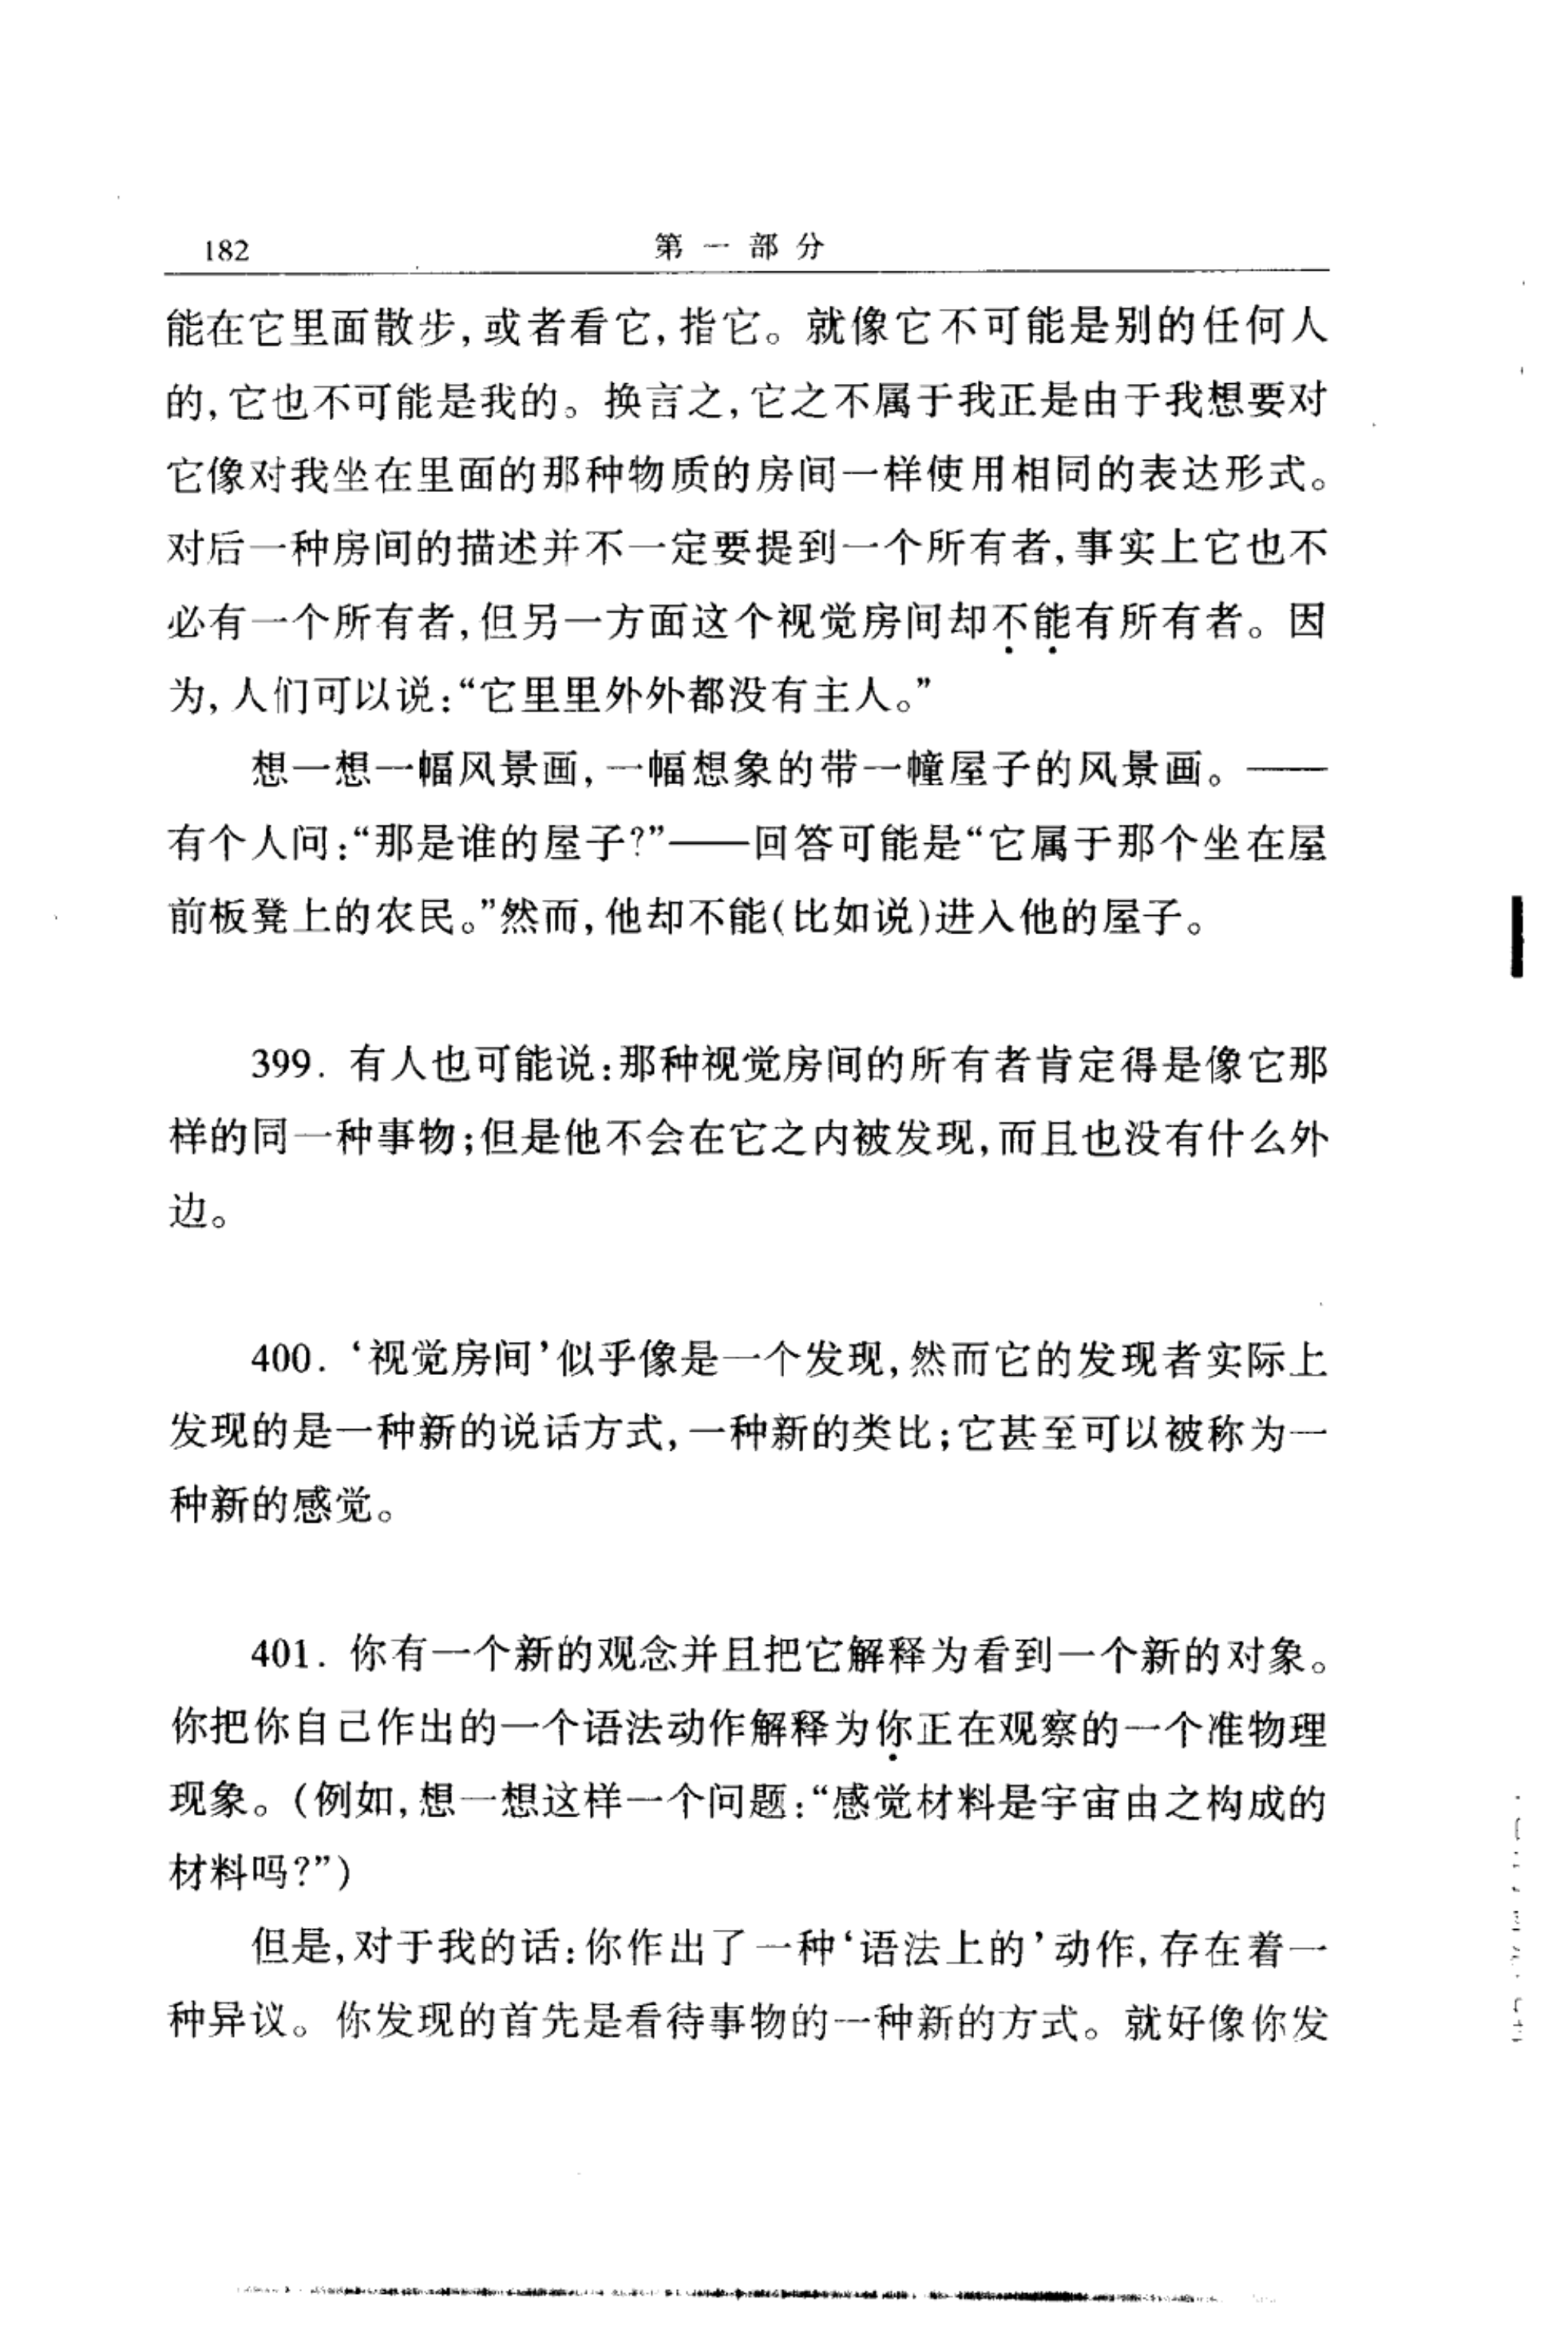 182
第一部分
能在它里面散步,或者看它,指它。就像它不可能是别的任何人
的,它也不可能是我的。换言之,它之不属于我正是由于我想要对
它像对我坐在里面的那种物质的房间一样使用相同的表达形式。
对后一种房间的描述并不一定要提到一个所有者,事实上它也不
必有一个所有者,但另一方面这个视觉房间却不能有所有者。因
为,人们可以说:“它里里外外都没有主人。”
想一想一幅风景画,一幅想象的带一幢屋子的风景画。——
有个人问:“那是谁的屋子?”——回答可能是“它属于那个坐在屋
前板凳上的农民。”然而,他却不能(比如说)进入他的屋子。
399. 有人也可能说:那种视觉房间的所有者肯定得是像它那
样的同一种事物;但是他不会在它之内被发现,而且也没有什么外
边。
400. ‘视觉房间’似乎像是一个发现,然而它的发现者实际上
发现的是一种新的说话方式,一种新的类比;它甚至可以被称为一
种新的感觉。
401. 你有一个新的观念并且把它解释为看到一个新的对象。
你把你自己作出的一个语法动作解释为你正在观察的一个准物理
现象。(例如,想一想这样一个问题:“感觉材料是宇宙由之构成的
材料吗?”)
但是,对于我的话:你作出了一种‘语法上的’动作,存在着一
种异议。你发现的首先是看待事物的一种新的方式。就好像你发